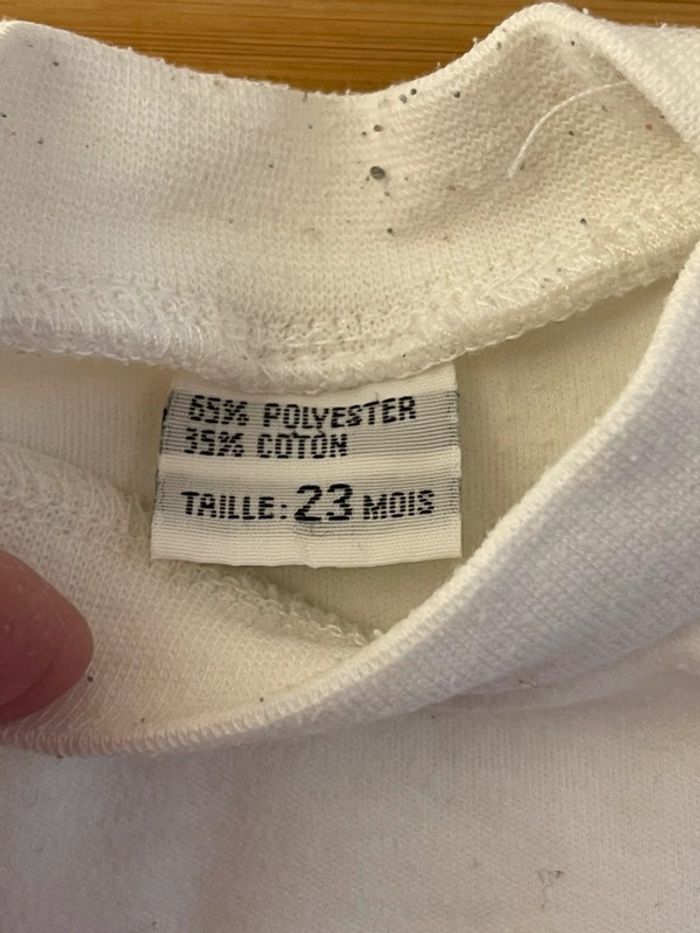 65% POLYESTER
35% COTON
TAILLE: 23 MOIS